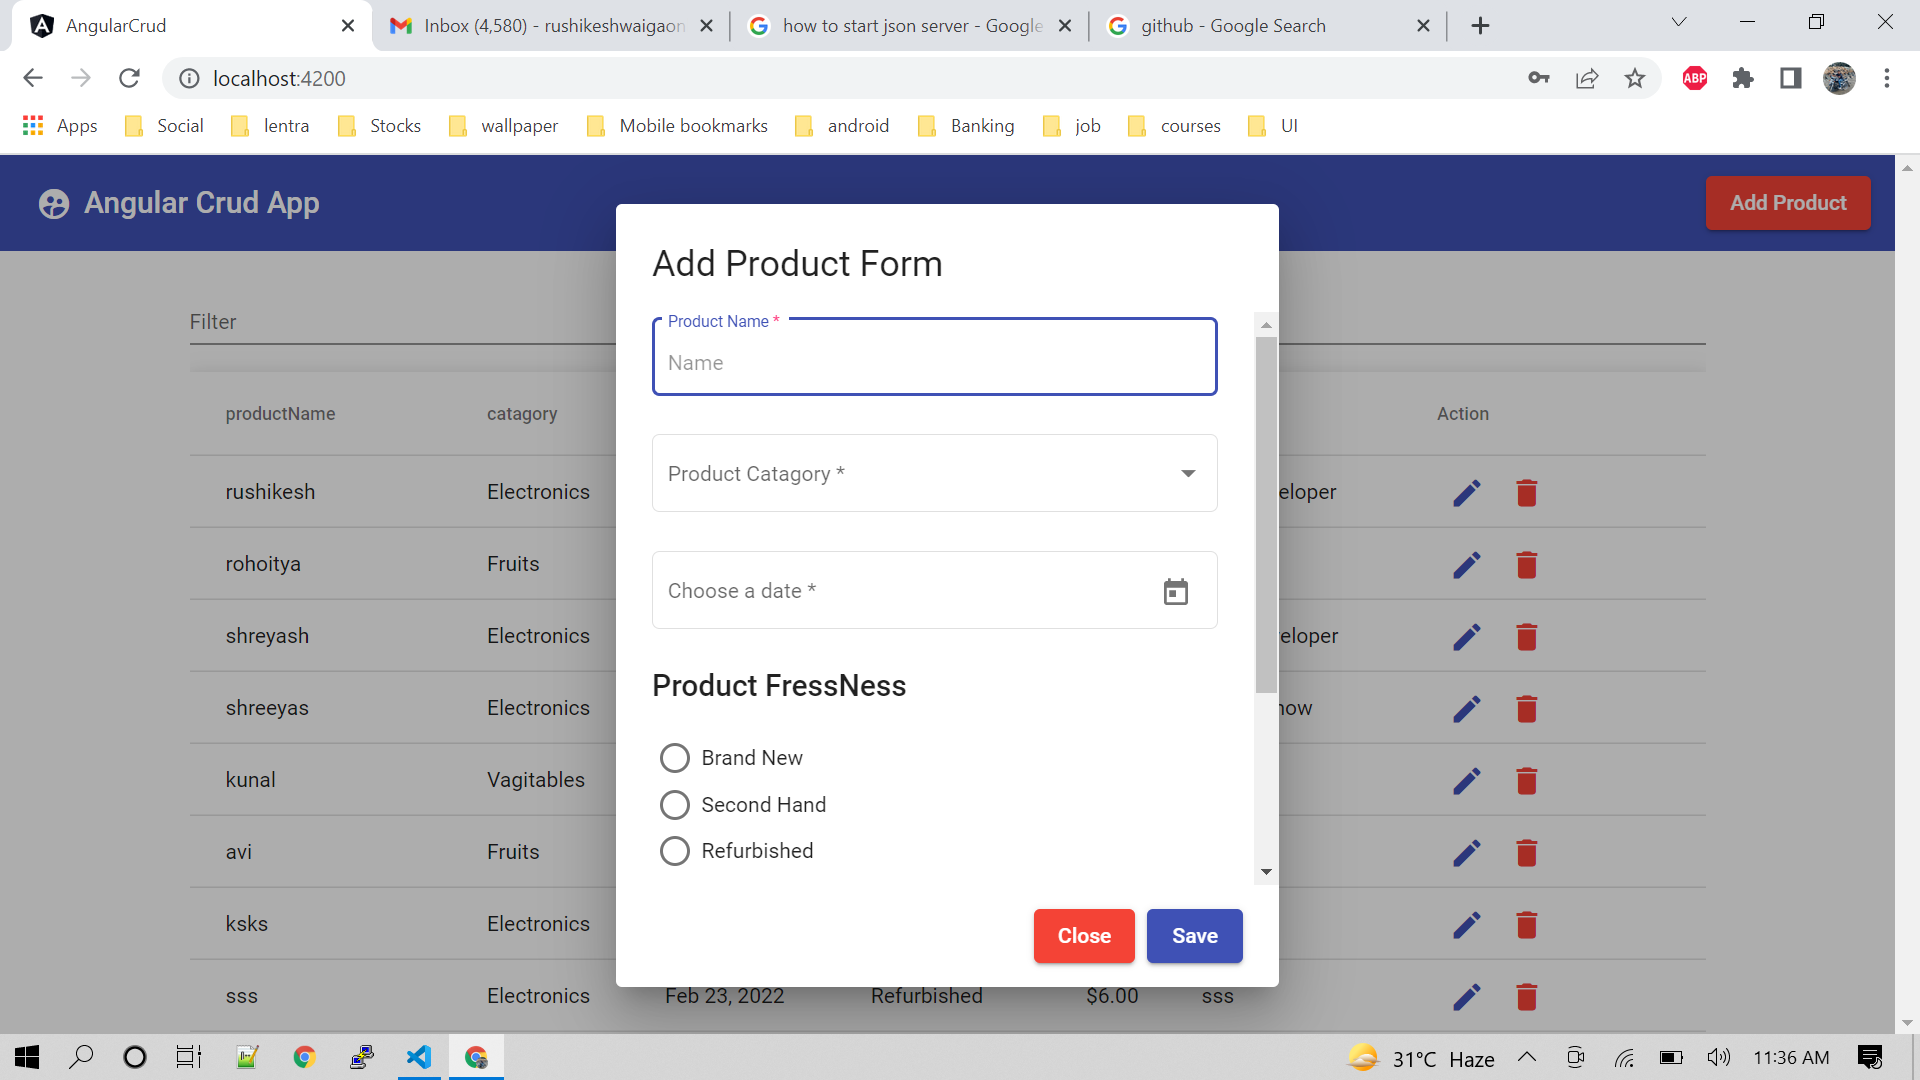 AngularCrud
Inbox (4,580) - rushikeshwaigaon
how to start json server - Google
github - Google Search
localhost:4200
ABP
Apps Social lentra Stocks wallpaper Mobile bookmarks android Banking job courses UI
Angular Crud App
Add Product
Add Product Form
Filter
Product Name *
Name
productName catagory Action
Product Catagory *
rushikesh Electronics eloper
rohoitya Fruits
Choose a date *
shreyash Electronics eloper
Product FressNess
shreeyas Electronics now
Brand New
kunal Vagitables
Second Hand
Refurbished
avi Fruits
ksks Electronics
Close Save
sss Electronics Feb 23, 2022 Refurbished $6.00 sss
31°C Haze
11:36 AM